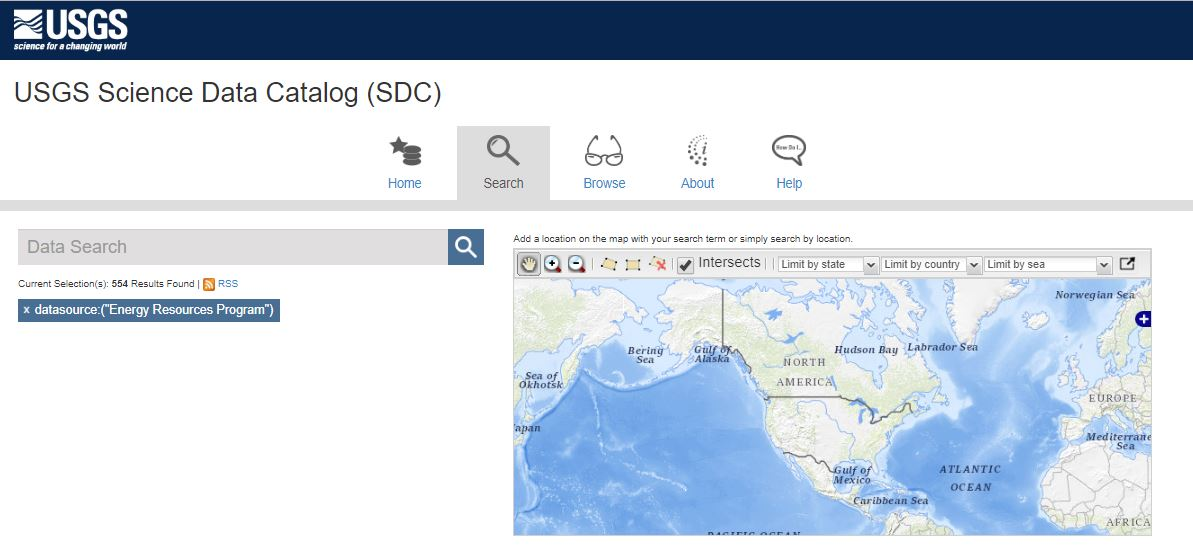 USGS
science for a changing world
USGS Science Data Catalog (SDC)
Home
Search
Browse
About
How Do I...
Help
Data Search
Current Selection(s): 554 Results Found | RSS
x datasource:("Energy Resources Program")
Add a location on the map with your search term or simply search by location.
Intersects | | Limit by state Limit by country Limit by sea
Norwegian Sea
Bering
Sea
Gulf of
Alaska
Hudson Bay
Labrador Sea
NORTH
AMERICA
Sea of
Okhotsk
EUROPE
apan
Mediterrane
Sea
Gulf of
Mexico
ATLANTIC
OCEAN
Caribbean Sea
AFRICA
PACIFIC OCEAN